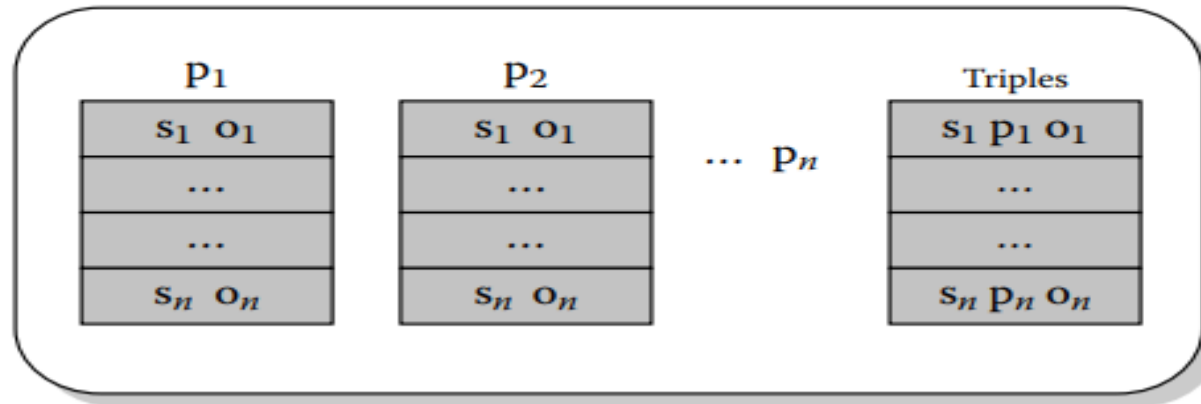 p₁ p₂ Triples
s₁ o₁ s₁ o₁ s₁ p₁ o₁
... ... ... pₙ ...
... ... ...
sₙ oₙ sₙ oₙ sₙ pₙ oₙ